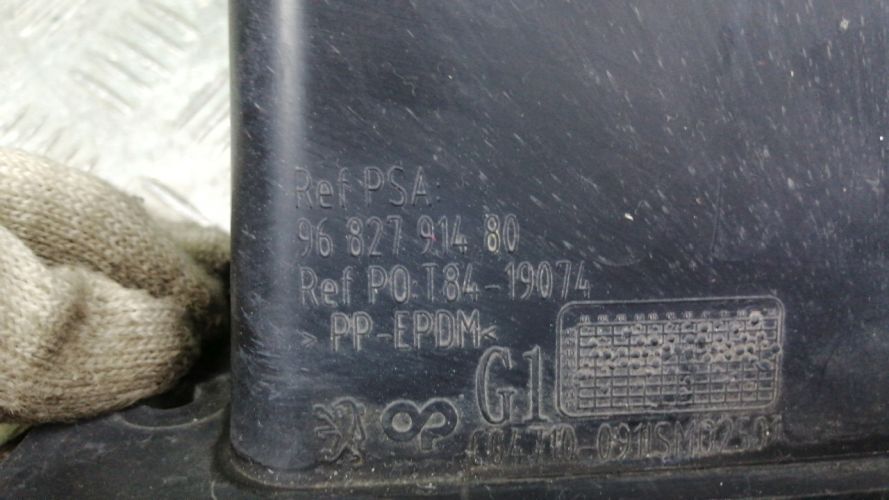 Ref PSA:
96 827 914 80
Ref PO:T84-19074
>PP-EPDM<
G1